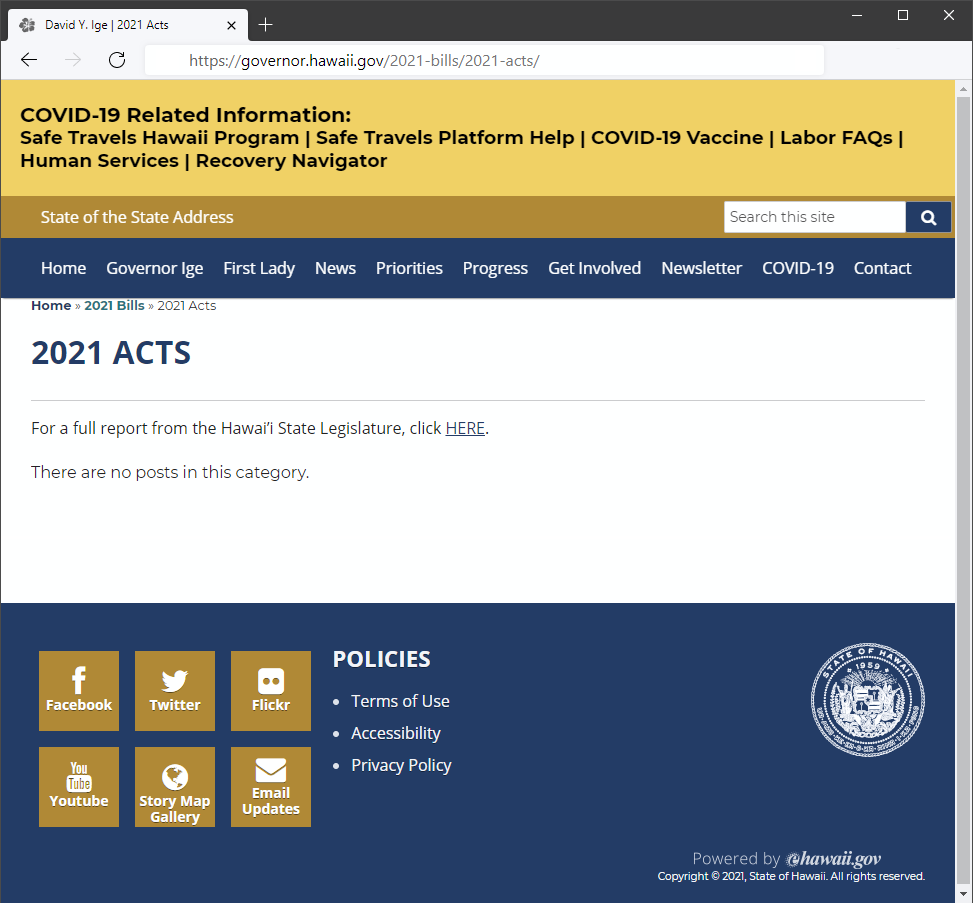 David Y. Ige | 2021 Acts
https://governor.hawaii.gov/2021-bills/2021-acts/
COVID-19 Related Information:
Safe Travels Hawaii Program | Safe Travels Platform Help | COVID-19 Vaccine | Labor FAQs |
Human Services | Recovery Navigator
State of the State Address
Search this site
Home Governor Ige First Lady News Priorities Progress Get Involved Newsletter COVID-19 Contact
Home » 2021 Bills » 2021 Acts
2021 ACTS
For a full report from the Hawai‘i State Legislature, click HERE.
There are no posts in this category.
Facebook
Twitter
Flickr
You
Tube
Youtube
Story Map
Gallery
Email
Updates
POLICIES
Terms of Use
Accessibility
Privacy Policy
STATE OF HAWAII
1959
Powered by ehawaii.gov
Copyright © 2021, State of Hawaii. All rights reserved.